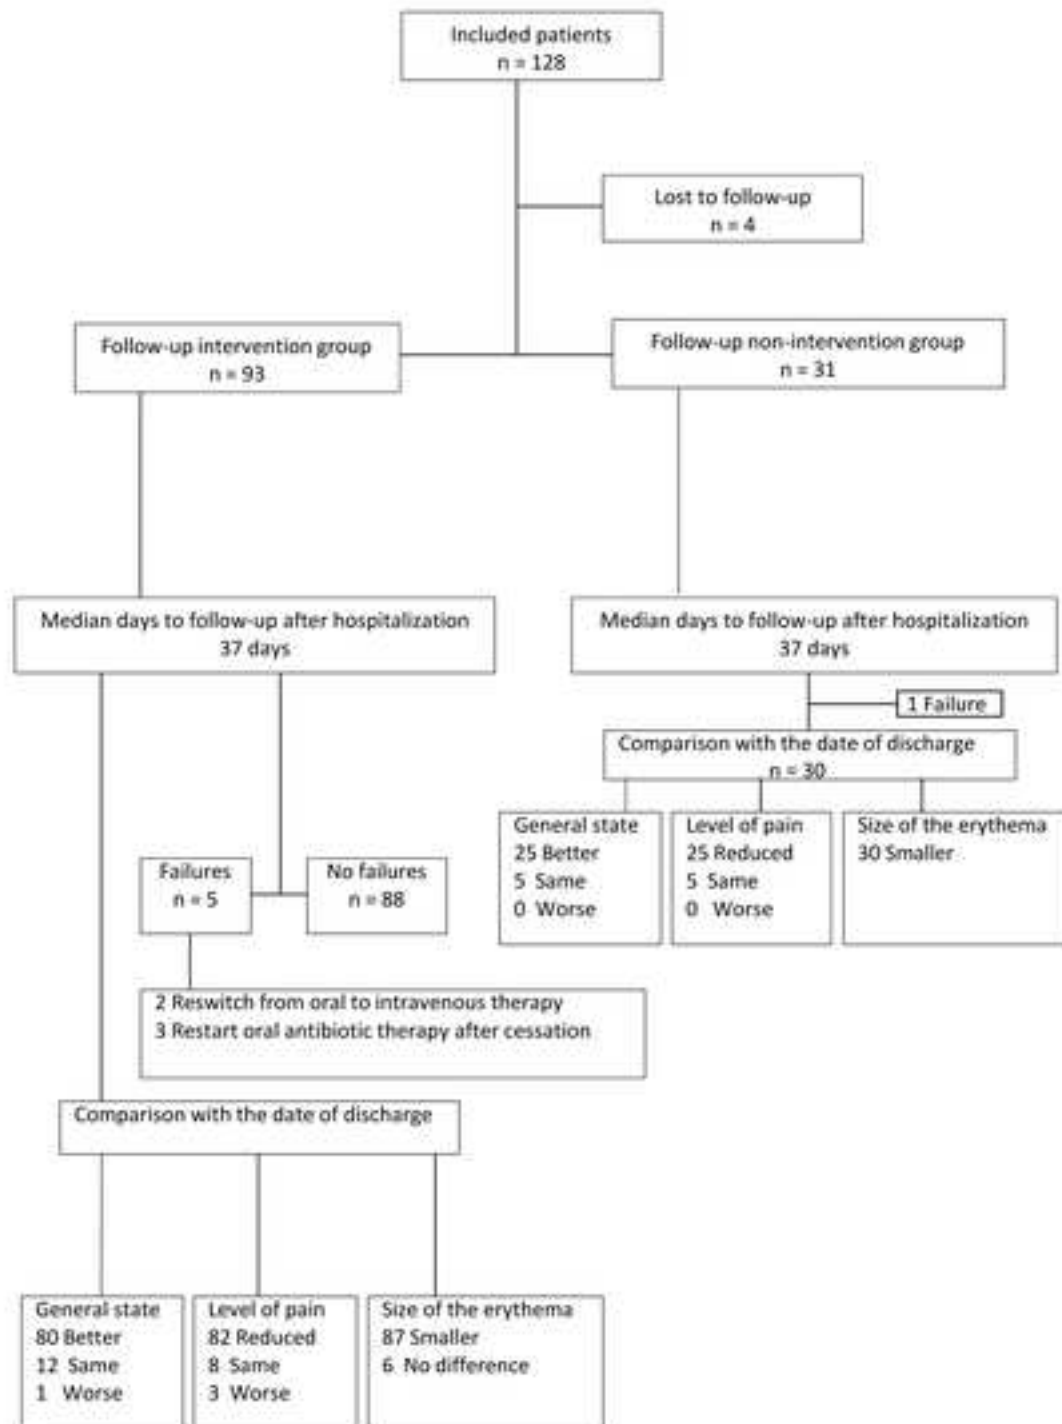 Included patients
n = 128
Lost to follow-up
n = 4
Follow-up intervention group
n = 93
Follow-up non-intervention group
n = 31
Median days to follow-up after hospitalization
37 days
Median days to follow-up after hospitalization
37 days
1 Failure
Comparison with the date of discharge
n = 30
General state
25 Better
5 Same
0 Worse
Level of pain
25 Reduced
5 Same
0 Worse
Size of the erythema
30 Smaller
Failures
n = 5
No failures
n = 88
2 Reswitch from oral to intravenous therapy
3 Restart oral antibiotic therapy after cessation
Comparison with the date of discharge
General state
80 Better
12 Same
1 Worse
Level of pain
82 Reduced
8 Same
3 Worse
Size of the erythema
87 Smaller
6 No difference